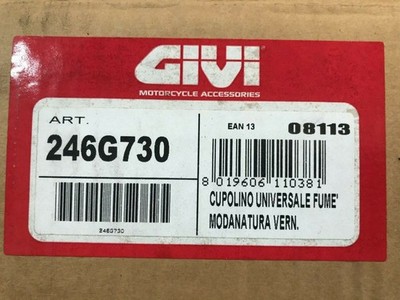 GIVI
MOTORCYCLE ACCESSORIES
ART.
246G730
246G730
EAN 13 08113
8 019606 110381
CUPOLINO UNIVERSALE FUME'
MODANATURA VERN.